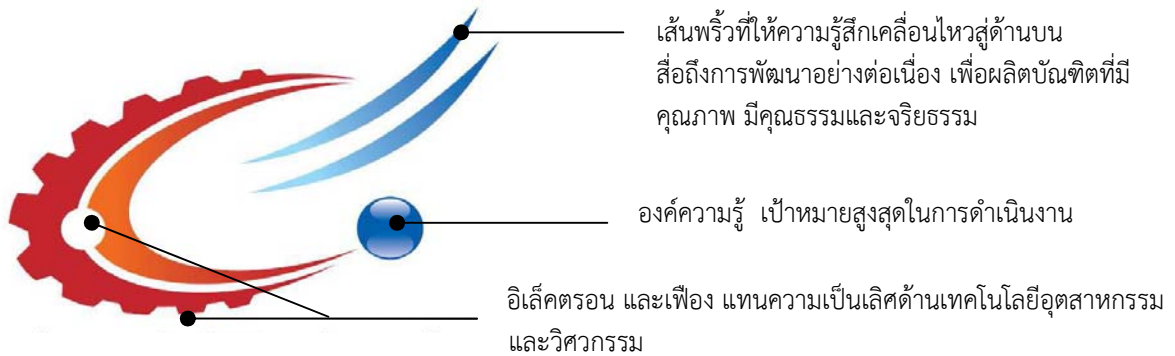 เส้นพริ้วที่ให้ความรู้สึกเคลื่อนไหวสู่ด้านบน
สื่อถึงการพัฒนาอย่างต่อเนื่อง เพื่อผลิตบัณฑิตที่มี
คุณภาพ มีคุณธรรมและจริยธรรม
องค์ความรู้ เป้าหมายสูงสุดในการดำเนินงาน
อิเล็คตรอน และเฟือง แทนความเป็นเลิศด้านเทคโนโลยีอุตสาหกรรม
และวิศวกรรม